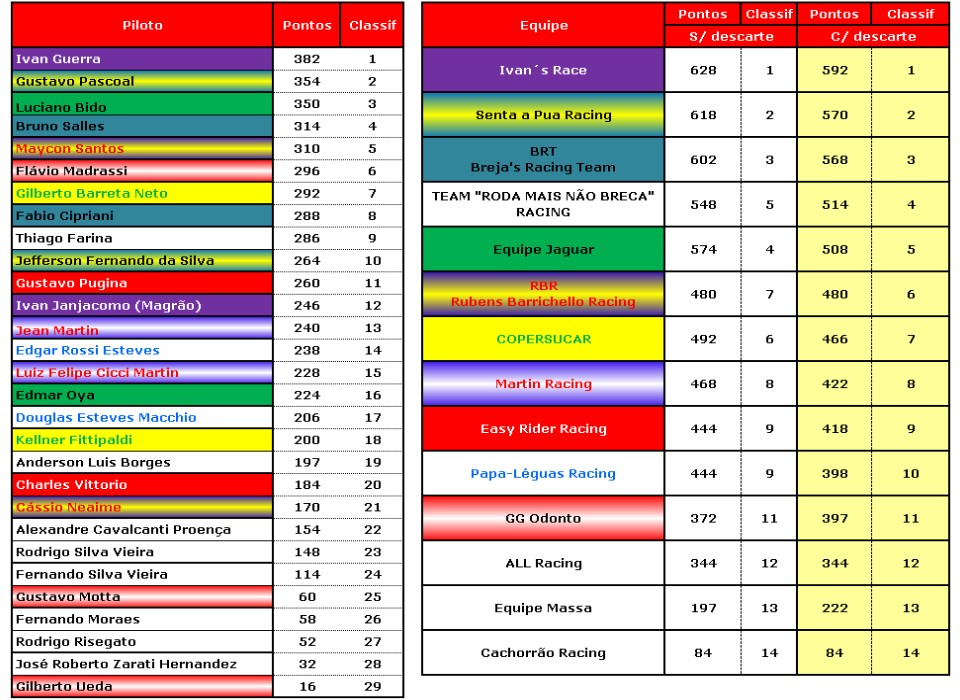 Piloto Pontos Classif
Ivan Guerra 382 1
Gustavo Pascoal 354 2
Luciano Bido 350 3
Bruno Salles 314 4
Maycon Santos 310 5
Flávio Madrassi 296 6
Gilberto Barreta Neto 292 7
Fabio Cipriani 288 8
Thiago Farina 286 9
Jefferson Fernando da Silva 264 10
Gustavo Pugina 260 11
Ivan Janjacomo (Magrão) 246 12
Jean Martin 240 13
Edgar Rossi Esteves 238 14
Luiz Felipe Cicci Martin 228 15
Edmar Oya 224 16
Douglas Esteves Macchio 206 17
Kellner Fittipaldi 200 18
Anderson Luis Borges 197 19
Charles Vittorio 184 20
Cássio Neaime 170 21
Alexandre Cavalcanti Proença 154 22
Rodrigo Silva Vieira 148 23
Fernando Silva Vieira 114 24
Gustavo Motta 60 25
Fernando Moraes 58 26
Rodrigo Risegato 52 27
José Roberto Zarati Hernandez 32 28
Gilberto Ueda 16 29
Equipe Pontos Classif Pontos Classif
S/ descarte C/ descarte
Ivan´s Race 628 1 592 1
Senta a Pua Racing 618 2 570 2
BRT
Breja's Racing Team 602 3 568 3
TEAM "RODA MAIS NÃO BRECA"
RACING 548 5 514 4
Equipe Jaguar 574 4 508 5
RBR
Rubens Barrichello Racing 480 7 480 6
COPERSUCAR 492 6 466 7
Martin Racing 468 8 422 8
Easy Rider Racing 444 9 418 9
Papa-Léguas Racing 444 9 398 10
GG Odonto 372 11 397 11
ALL Racing 344 12 344 12
Equipe Massa 197 13 222 13
Cachorrão Racing 84 14 84 14